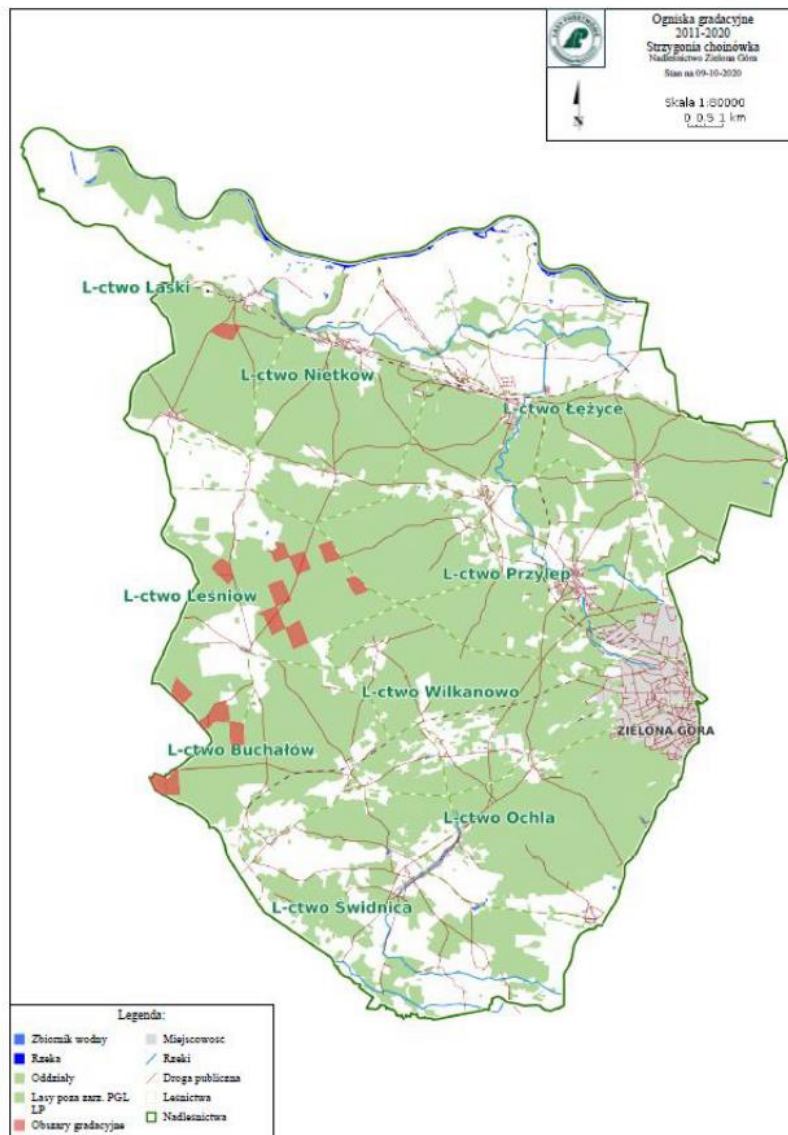 Ogniska gradacyjne
2011-2020
Strzygonia choinówka
Nadleśnictwo Zielona Góra
Stan na 09-10-2020
Skala 1:80000
0 0.5 1 km
N
L-ctwo Laski
L-ctwo Nietków
L-ctwo Łężyce
L-ctwo Przylep
L-ctwo Leśniów
L-ctwo Wilkanowo
ZIELONA GÓRA
L-ctwo Buchałów
L-ctwo Ochla
L-ctwo Świdnica
Legenda:
Zbiornik wodny
Rzeka
Oddziały
Lasy poza zarz. PGL
LP
Obszary gradacyjne
Miejscowosc
Rzeki
Droga publiczna
Leśnictwa
Nadleśnictwa